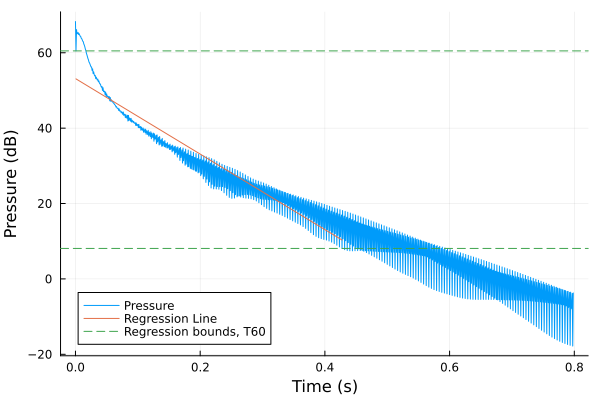 Pressure (dB)
60
40
20
0
−20
Pressure
Regression Line
Regression bounds, T60
0.0 0.2 0.4 0.6 0.8
Time (s)